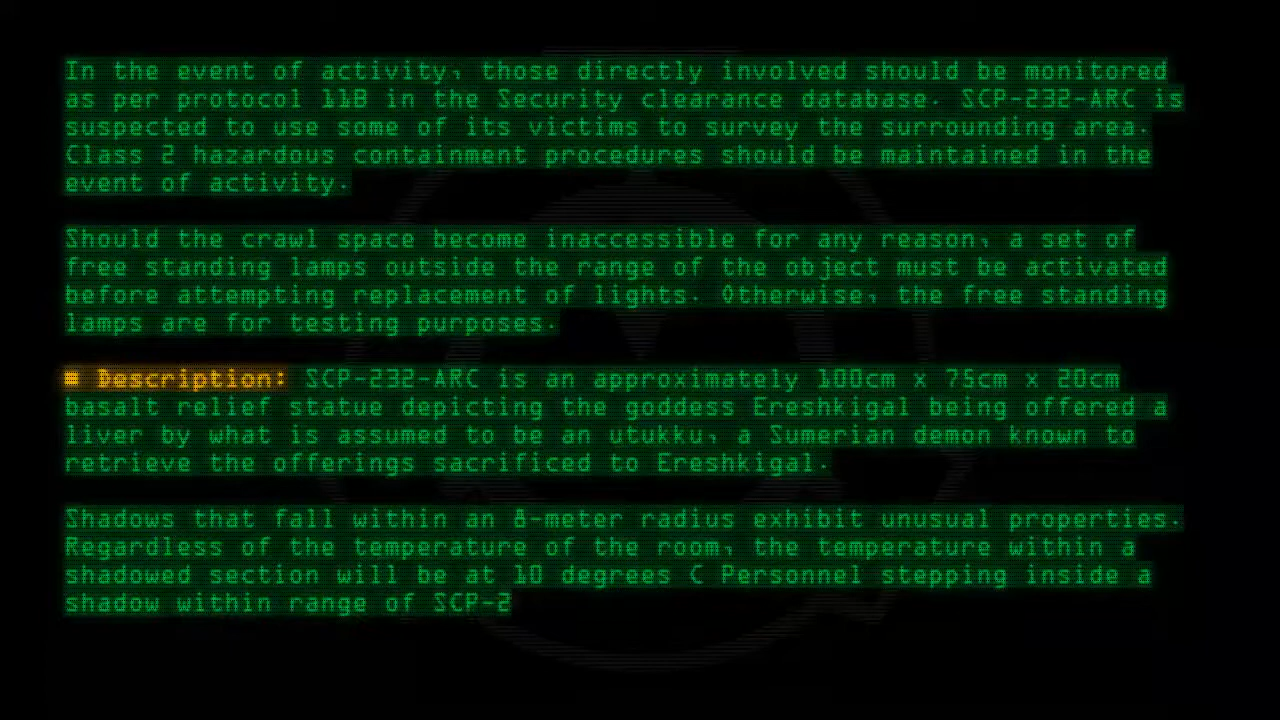 In the event of activity, those directly involved should be monitored
as per protocol 11B in the Security clearance database. SCP-232-ARC is
suspected to use some of its victims to survey the surrounding area.
Class 2 hazardous containment procedures should be maintained in the
event of activity.
Should the crawl space become inaccessible for any reason, a set of
free standing lamps outside the range of the object must be activated
before attempting replacement of lights. Otherwise, the free standing
lamps are for testing purposes.
■ Description: SCP-232-ARC is an approximately 100cm x 75cm x 20cm
basalt relief statue depicting the goddess Ereshkigal being offered a
liver by what is assumed to be an utukku, a Sumerian demon known to
retrieve the offerings sacrificed to Ereshkigal.
Shadows that fall within an 8-meter radius exhibit unusual properties.
Regardless of the temperature of the room, the temperature within a
shadowed section will be at 10 degrees C Personnel stepping inside a
shadow within range of SCP-2